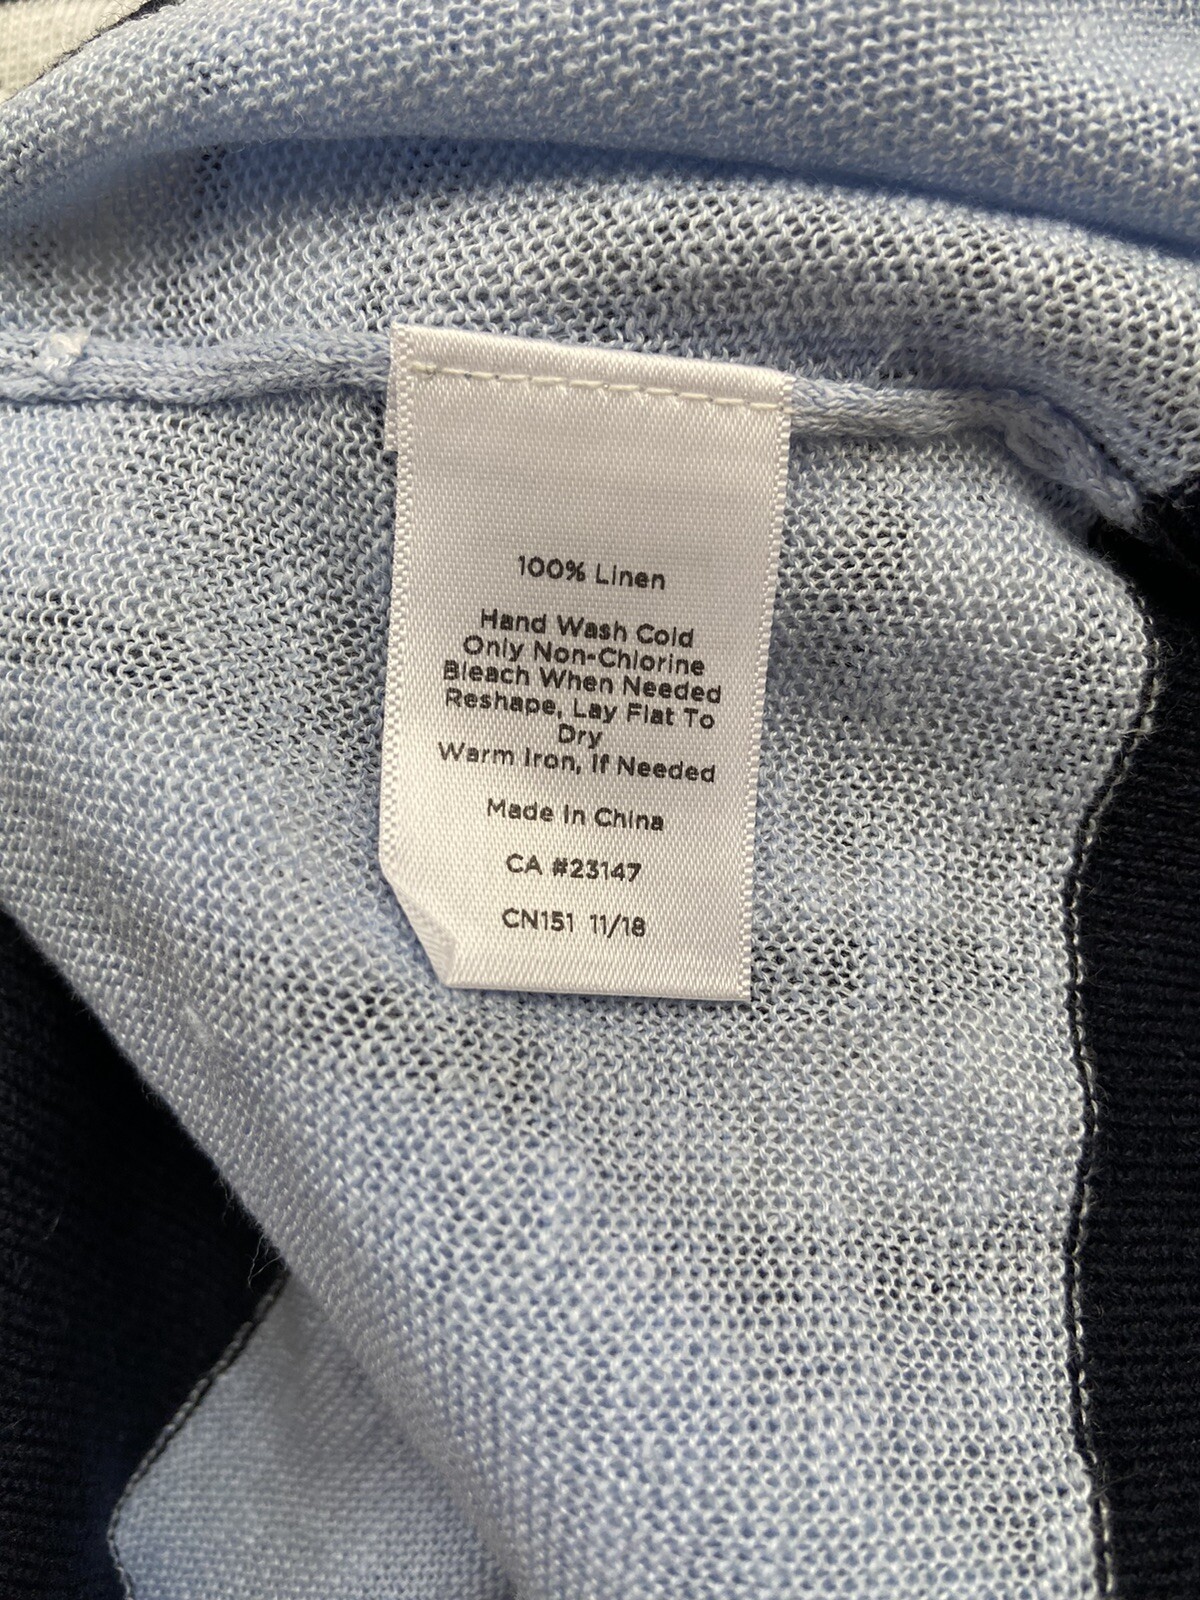 100% Linen
Hand Wash Cold
Only Non-Chlorine
Bleach When Needed
Reshape, Lay Flat To
Dry
Warm Iron, If Needed
Made In China
CA #23147
CN151 11/18